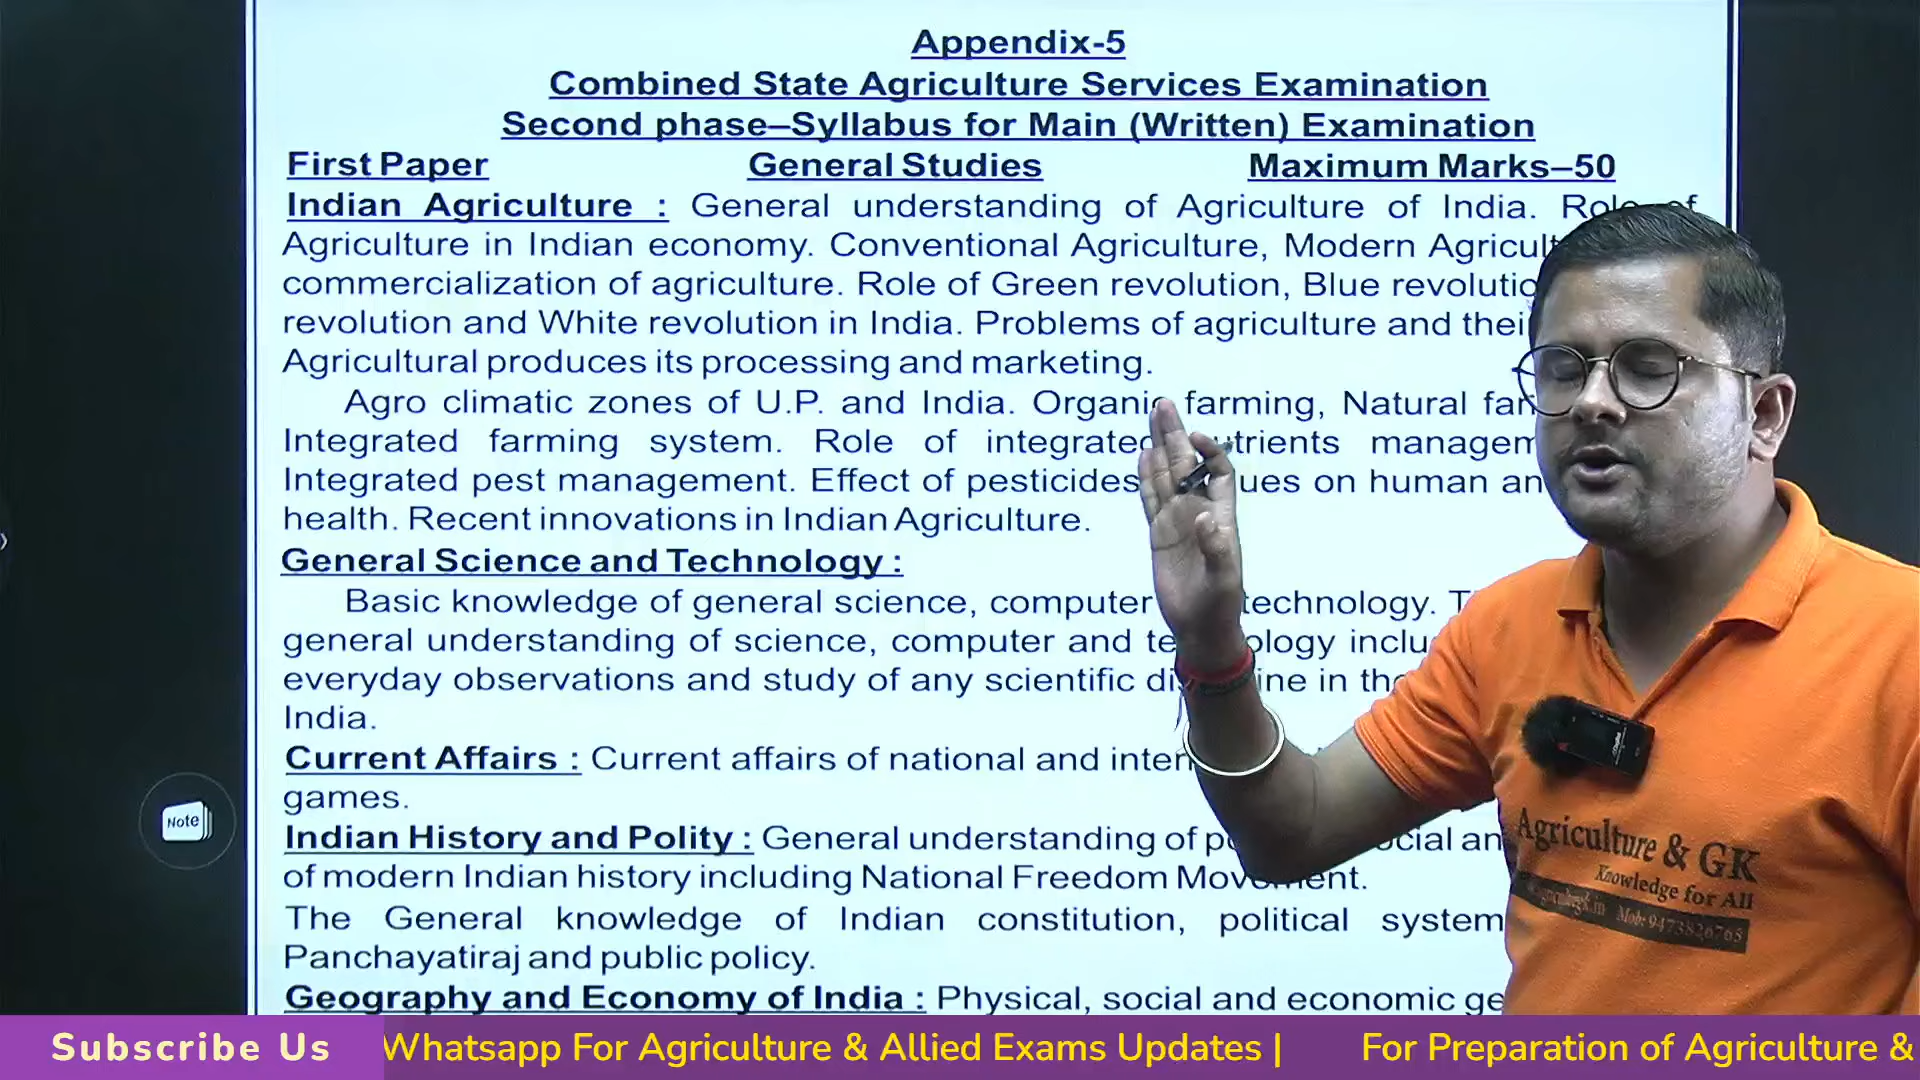 Appendix-5
Combined State Agriculture Services Examination
Second phase–Syllabus for Main (Written) Examination
First Paper General Studies Maximum Marks–50
Indian Agriculture : General understanding of Agriculture of India. Role of
Agriculture in Indian economy. Conventional Agriculture, Modern
commercialization of agriculture. Role of Green revolution, Blue
revolution and White revolution in India. Problems of agriculture and
Agricultural produces its processing and marketing.
Agro climatic zones of U.P. and India. Organic farming, Natural
Integrated farming system. Role of integrated
Integrated pest management. Effect of pesticides on human
health. Recent innovations in Indian Agriculture.
General Science and Technology :
Basic knowledge of general science, computer technology.
general understanding of science, computer and
everyday observations and study of any scientific in
India.
Current Affairs : Current affairs of national and
games.
Indian History and Polity : General understanding of
of modern Indian history including National Freedom Movement.
The General knowledge of Indian constitution, political system
Panchayatiraj and public policy.
Geography and Economy of India : Physical, social and economic
Note
Agriculture & GK
Knowledge for All
Mob: 9473826765
Subscribe Us Whatsapp For Agriculture & Allied Exams Updates | For Preparation of Agriculture &